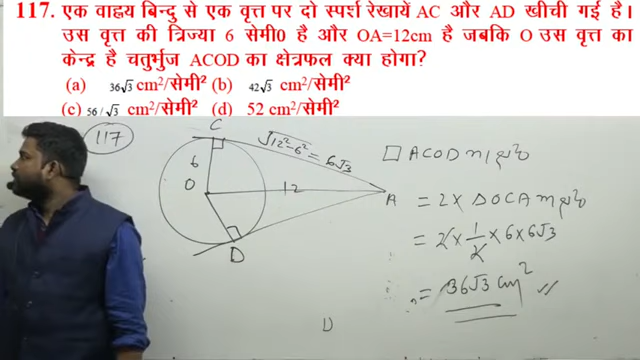 117. एक वाह्य बिन्दु से एक वृत्त पर दो स्पर्श रेखायें AC और AD खीची गई है।
उस वृत्त की त्रिज्या 6 सेमी0 है और OA=12cm है जबकि O उस वृत्त का
केन्द्र है चतुर्भुज ACOD का क्षेत्रफल क्या होगा?
(a) 36√3 cm²/सेमी² (b) 42√3 cm²/सेमी²
(c) 56/√3 cm²/सेमी² (d) 52 cm²/सेमी²
117
C
√12²-6² = 6√3
6
O
12
A
D
□ ACOD का क्षे०
= 2 × ΔOCA का क्षे०
= 2 × 1/2 × 6 × 6√3
= 36√3 cm²
D